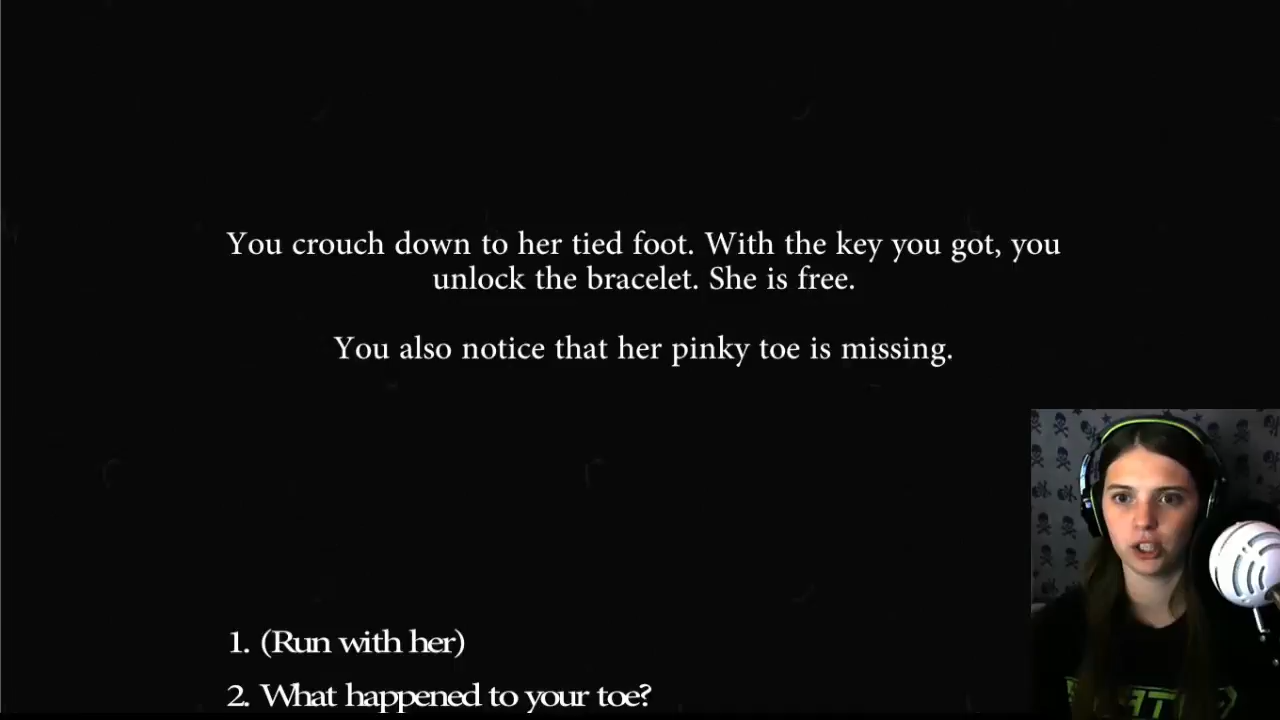 You crouch down to her tied foot. With the key you got, you
unlock the bracelet. She is free.
You also notice that her pinky toe is missing.
1. (Run with her)
2. What happened to your toe?